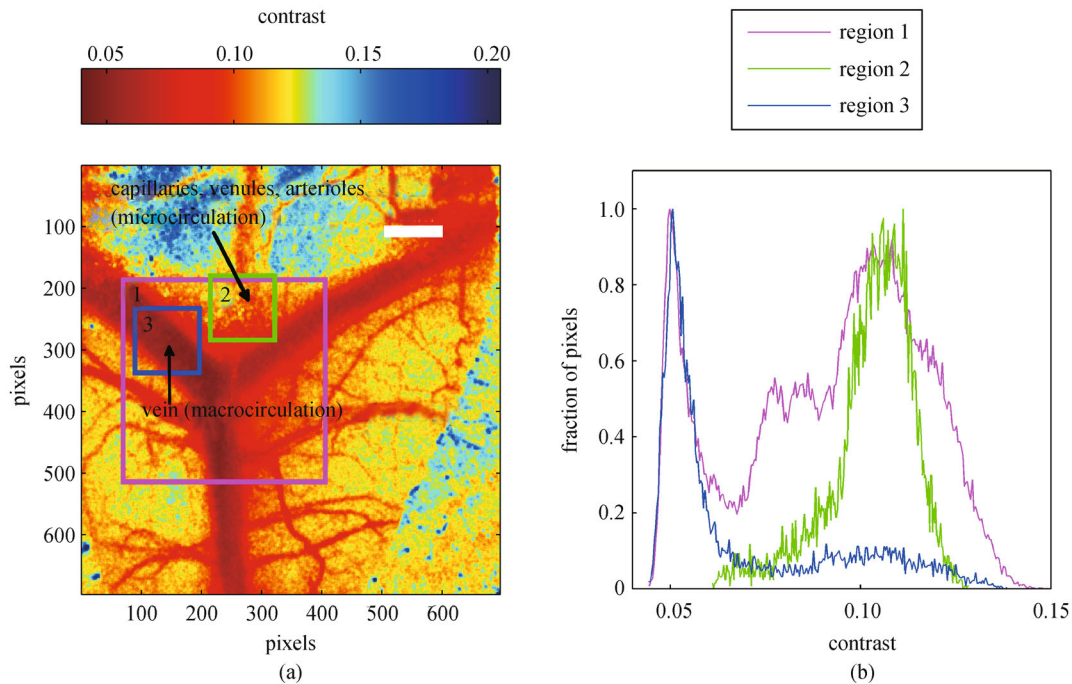 contrast
0.05 0.10 0.15 0.20
capillaries, venules, arterioles
(microcirculation)
1
2
3
vein (macrocirculation)
100
200
300
400
500
600
pixels
100 200 300 400 500 600
pixels
(a)
region 1
region 2
region 3
1.0
0.8
0.6
0.4
0.2
0
fraction of pixels
0.05 0.10 0.15
contrast
(b)